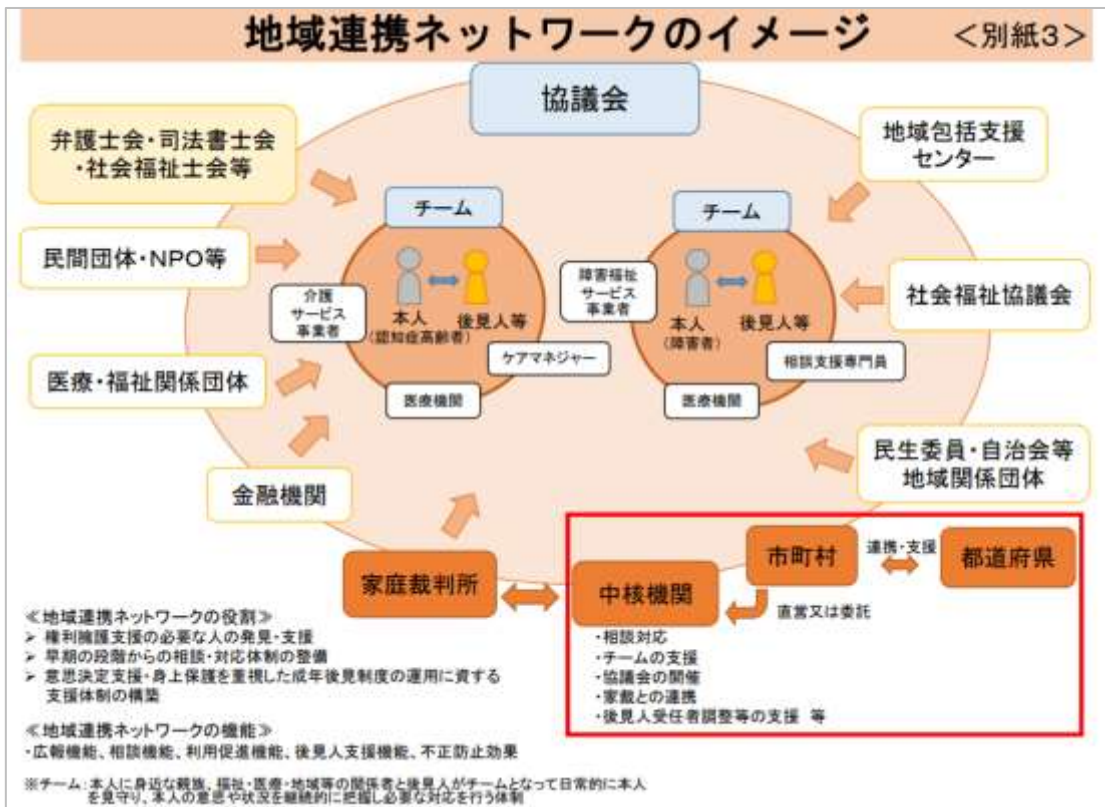 地域連携ネットワークのイメージ
<別紙3>
協議会
弁護士会・司法書士会
・社会福祉士会等
地域包括支援
センター
チーム
チーム
民間団体・NPO等
介護
サービス
事業者
本人
(認知症高齢者)
後見人等
ケアマネジャー
医療機関
障害福祉
サービス
事業者
本人
(障害者)
後見人等
相談支援専門員
医療機関
社会福祉協議会
医療・福祉関係団体
金融機関
民生委員・自治会等
地域関係団体
家庭裁判所
中核機関
市町村
連携・支援
都道府県
直営又は委託
・相談対応
・チームの支援
・協議会の開催
・家裁との連携
・後見人受任者調整等の支援 等
≪地域連携ネットワークの役割≫
➢ 権利擁護支援の必要な人の発見・支援
➢ 早期の段階からの相談・対応体制の整備
➢ 意思決定支援・身上保護を重視した成年後見制度の運用に資する
支援体制の構築
≪地域連携ネットワークの機能≫
・広報機能、相談機能、利用促進機能、後見人支援機能、不正防止効果
※チーム:本人に身近な親族、福祉・医療・地域等の関係者と後見人がチームとなって日常的に本人
を見守り、本人の意思や状況を継続的に把握し必要な対応を行う体制